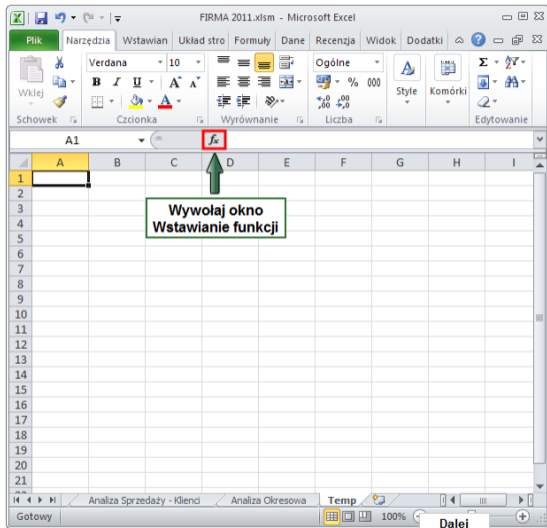 FIRMA 2011.xlsm - Microsoft Excel
Plik Narzędzia Wstawian Układ stro Formuły Dane Recenzja Widok Dodatki
Verdana 10 Ogólne Σ
Wklej B I U A A % 000 Style Komórki
Schowek Czcionka Wyrównanie Liczba Edytowanie
A1 fx
A B C D E F G H I
1
2
3
4
5
6
7
8
9
10
11
12
13
14
15
16
17
18
19
20
21
Wywołaj okno
Wstawianie funkcji
Analiza Sprzedaży - Klienci Analiza Okresowa Temp
Gotowy 100% Dalej